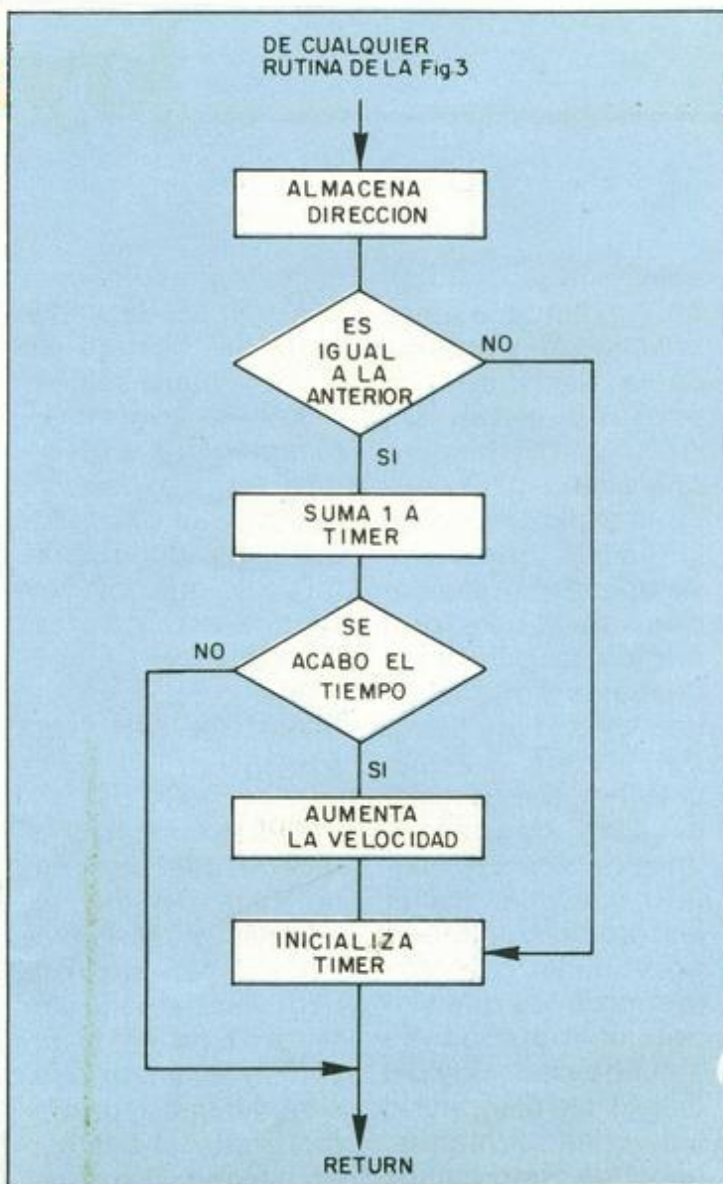 DE CUALQUIER
RUTINA DE LA Fig.3
ALMACENA
DIRECCION
ES
IGUAL
A LA
ANTERIOR
NO
SI
SUMA 1 A
TIMER
SE
ACABO EL
TIEMPO
NO
SI
AUMENTA
LA VELOCIDAD
INICIALIZA
TIMER
RETURN